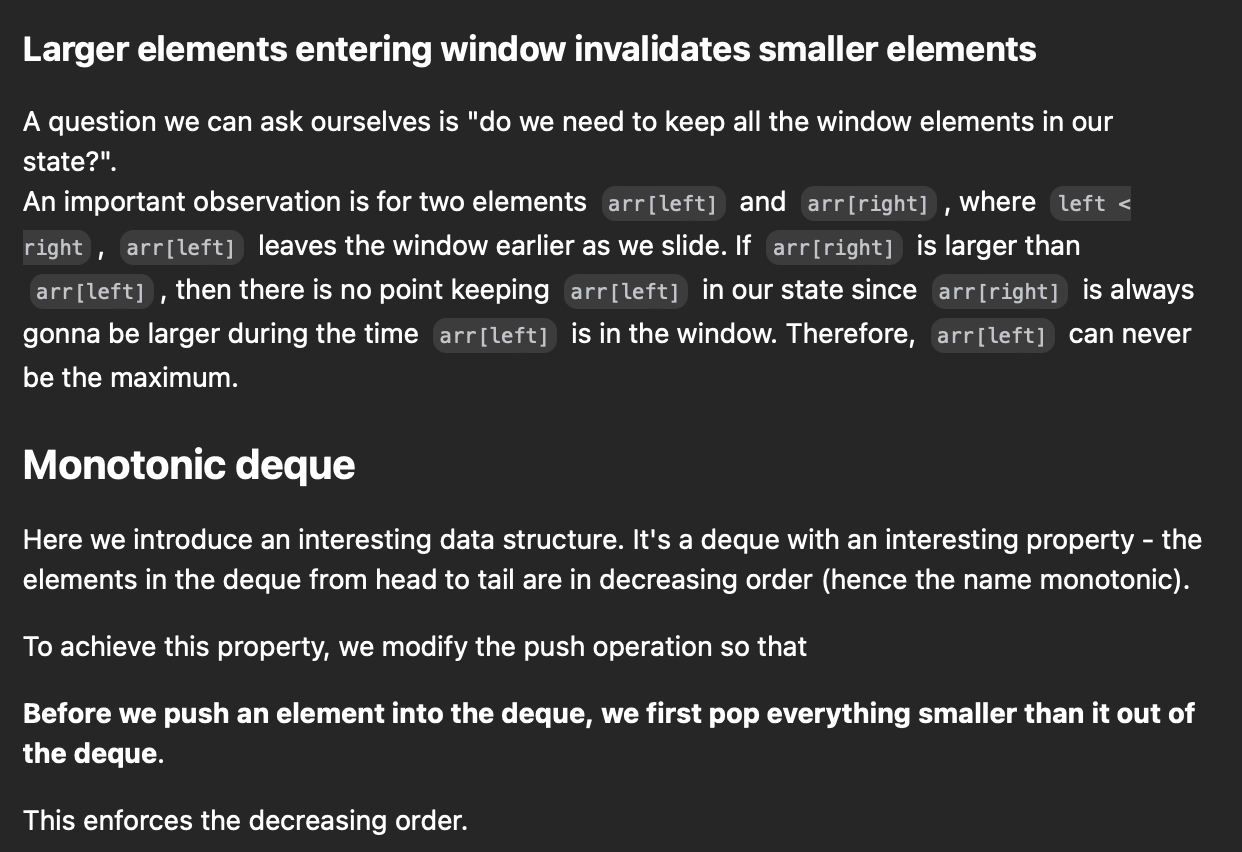 Larger elements entering window invalidates smaller elements
A question we can ask ourselves is "do we need to keep all the window elements in our
state?".
An important observation is for two elements arr[left] and arr[right] , where left <
right , arr[left] leaves the window earlier as we slide. If arr[right] is larger than
arr[left] , then there is no point keeping arr[left] in our state since arr[right] is always
gonna be larger during the time arr[left] is in the window. Therefore, arr[left] can never
be the maximum.
Monotonic deque
Here we introduce an interesting data structure. It's a deque with an interesting property - the
elements in the deque from head to tail are in decreasing order (hence the name monotonic).
To achieve this property, we modify the push operation so that
Before we push an element into the deque, we first pop everything smaller than it out of
the deque.
This enforces the decreasing order.